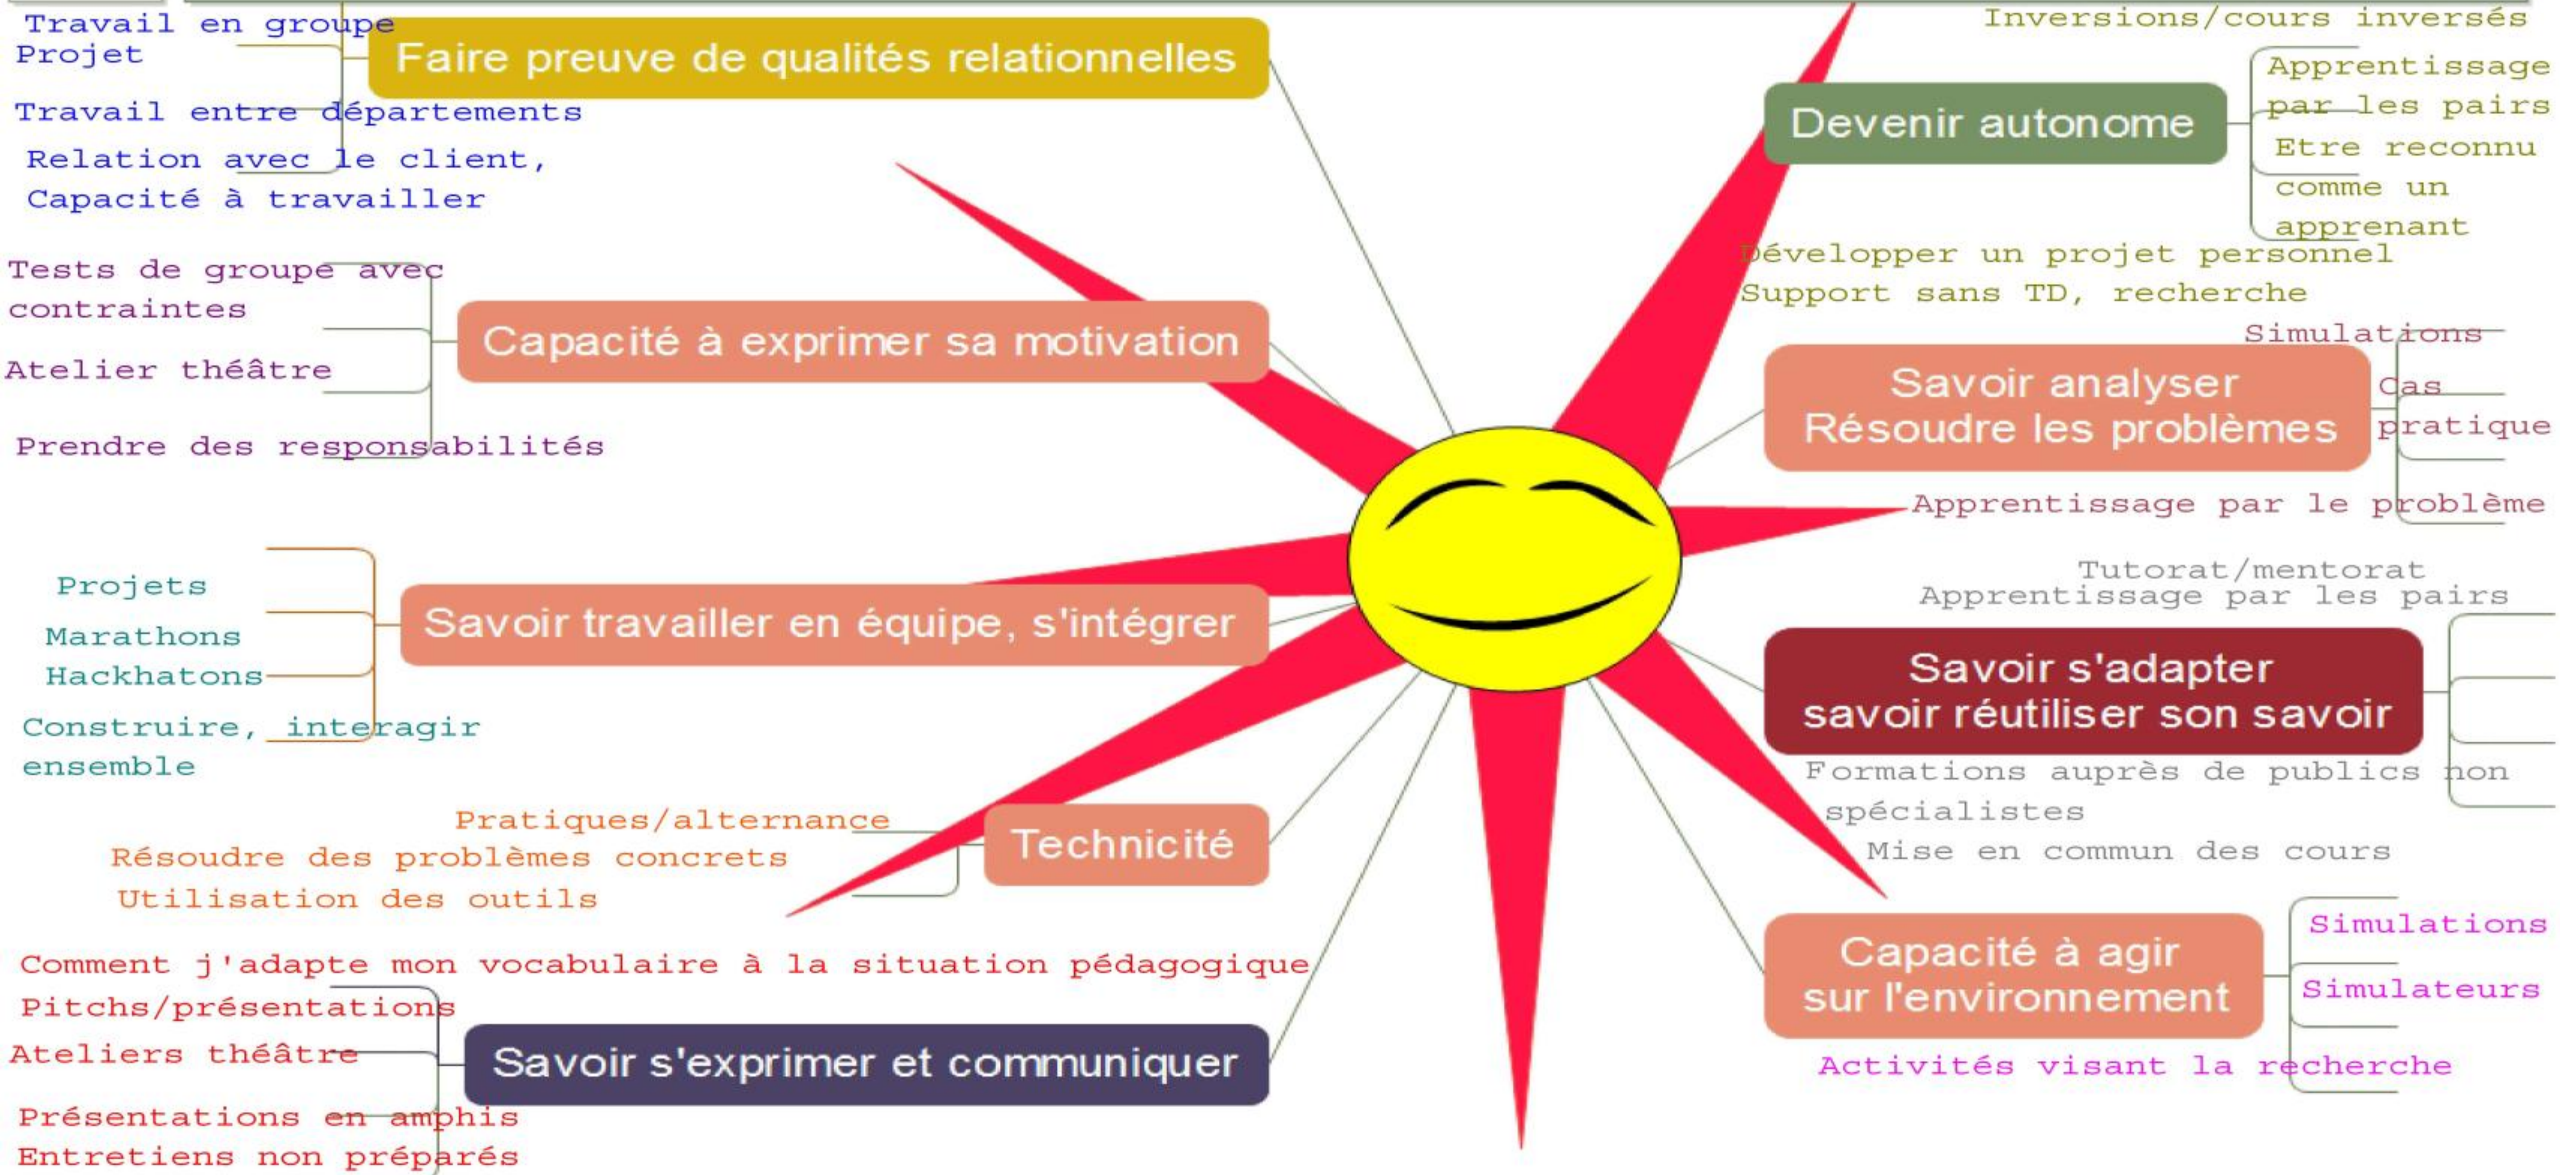 Travail en groupe
Projet
Travail entre départements
Relation avec le client,
Capacité à travailler
Faire preuve de qualités relationnelles
Tests de groupe avec
contraintes
Atelier théâtre
Prendre des responsabilités
Capacité à exprimer sa motivation
Projets
Marathons
Hackhatons
Construire, interagir
ensemble
Savoir travailler en équipe, s'intégrer
Pratiques/alternance
Résoudre des problèmes concrets
Utilisation des outils
Technicité
Comment j'adapte mon vocabulaire à la situation pédagogique
Pitchs/présentations
Ateliers théâtre
Présentations en amphis
Entretiens non préparés
Savoir s'exprimer et communiquer
Inversions/cours inversés
Devenir autonome
Apprentissage
par les pairs
Etre reconnu
comme un
apprenant
Développer un projet personnel
Support sans TD, recherche
Simulations
Savoir analyser
Résoudre les problèmes
Cas
pratique
Apprentissage par le problème
Tutorat/mentorat
Apprentissage par les pairs
Savoir s'adapter
savoir réutiliser son savoir
Formations auprès de publics non
spécialistes
Mise en commun des cours
Capacité à agir
sur l'environnement
Simulations
Simulateurs
Activités visant la recherche